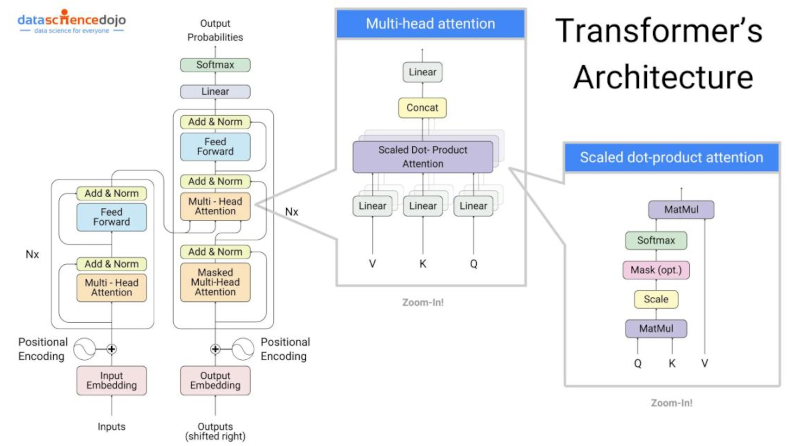 datasciencedojo
data science for everyone
Transformer's
Architecture
Output
Probabilities
Softmax
Linear
Add & Norm
Feed
Forward
Add & Norm
Multi - Head
Attention
Nx
Add & Norm
Masked
Multi-Head
Attention
Positional
Encoding
Output
Embedding
Outputs
(shifted right)
Add & Norm
Feed
Forward
Nx
Add & Norm
Multi - Head
Attention
Positional
Encoding
Input
Embedding
Inputs
Multi-head attention
Linear
Concat
Scaled Dot- Product
Attention
Linear
Linear
Linear
V
K
Q
Zoom-In!
Scaled dot-product attention
MatMul
Softmax
Mask (opt.)
Scale
MatMul
Q
K
V
Zoom-In!